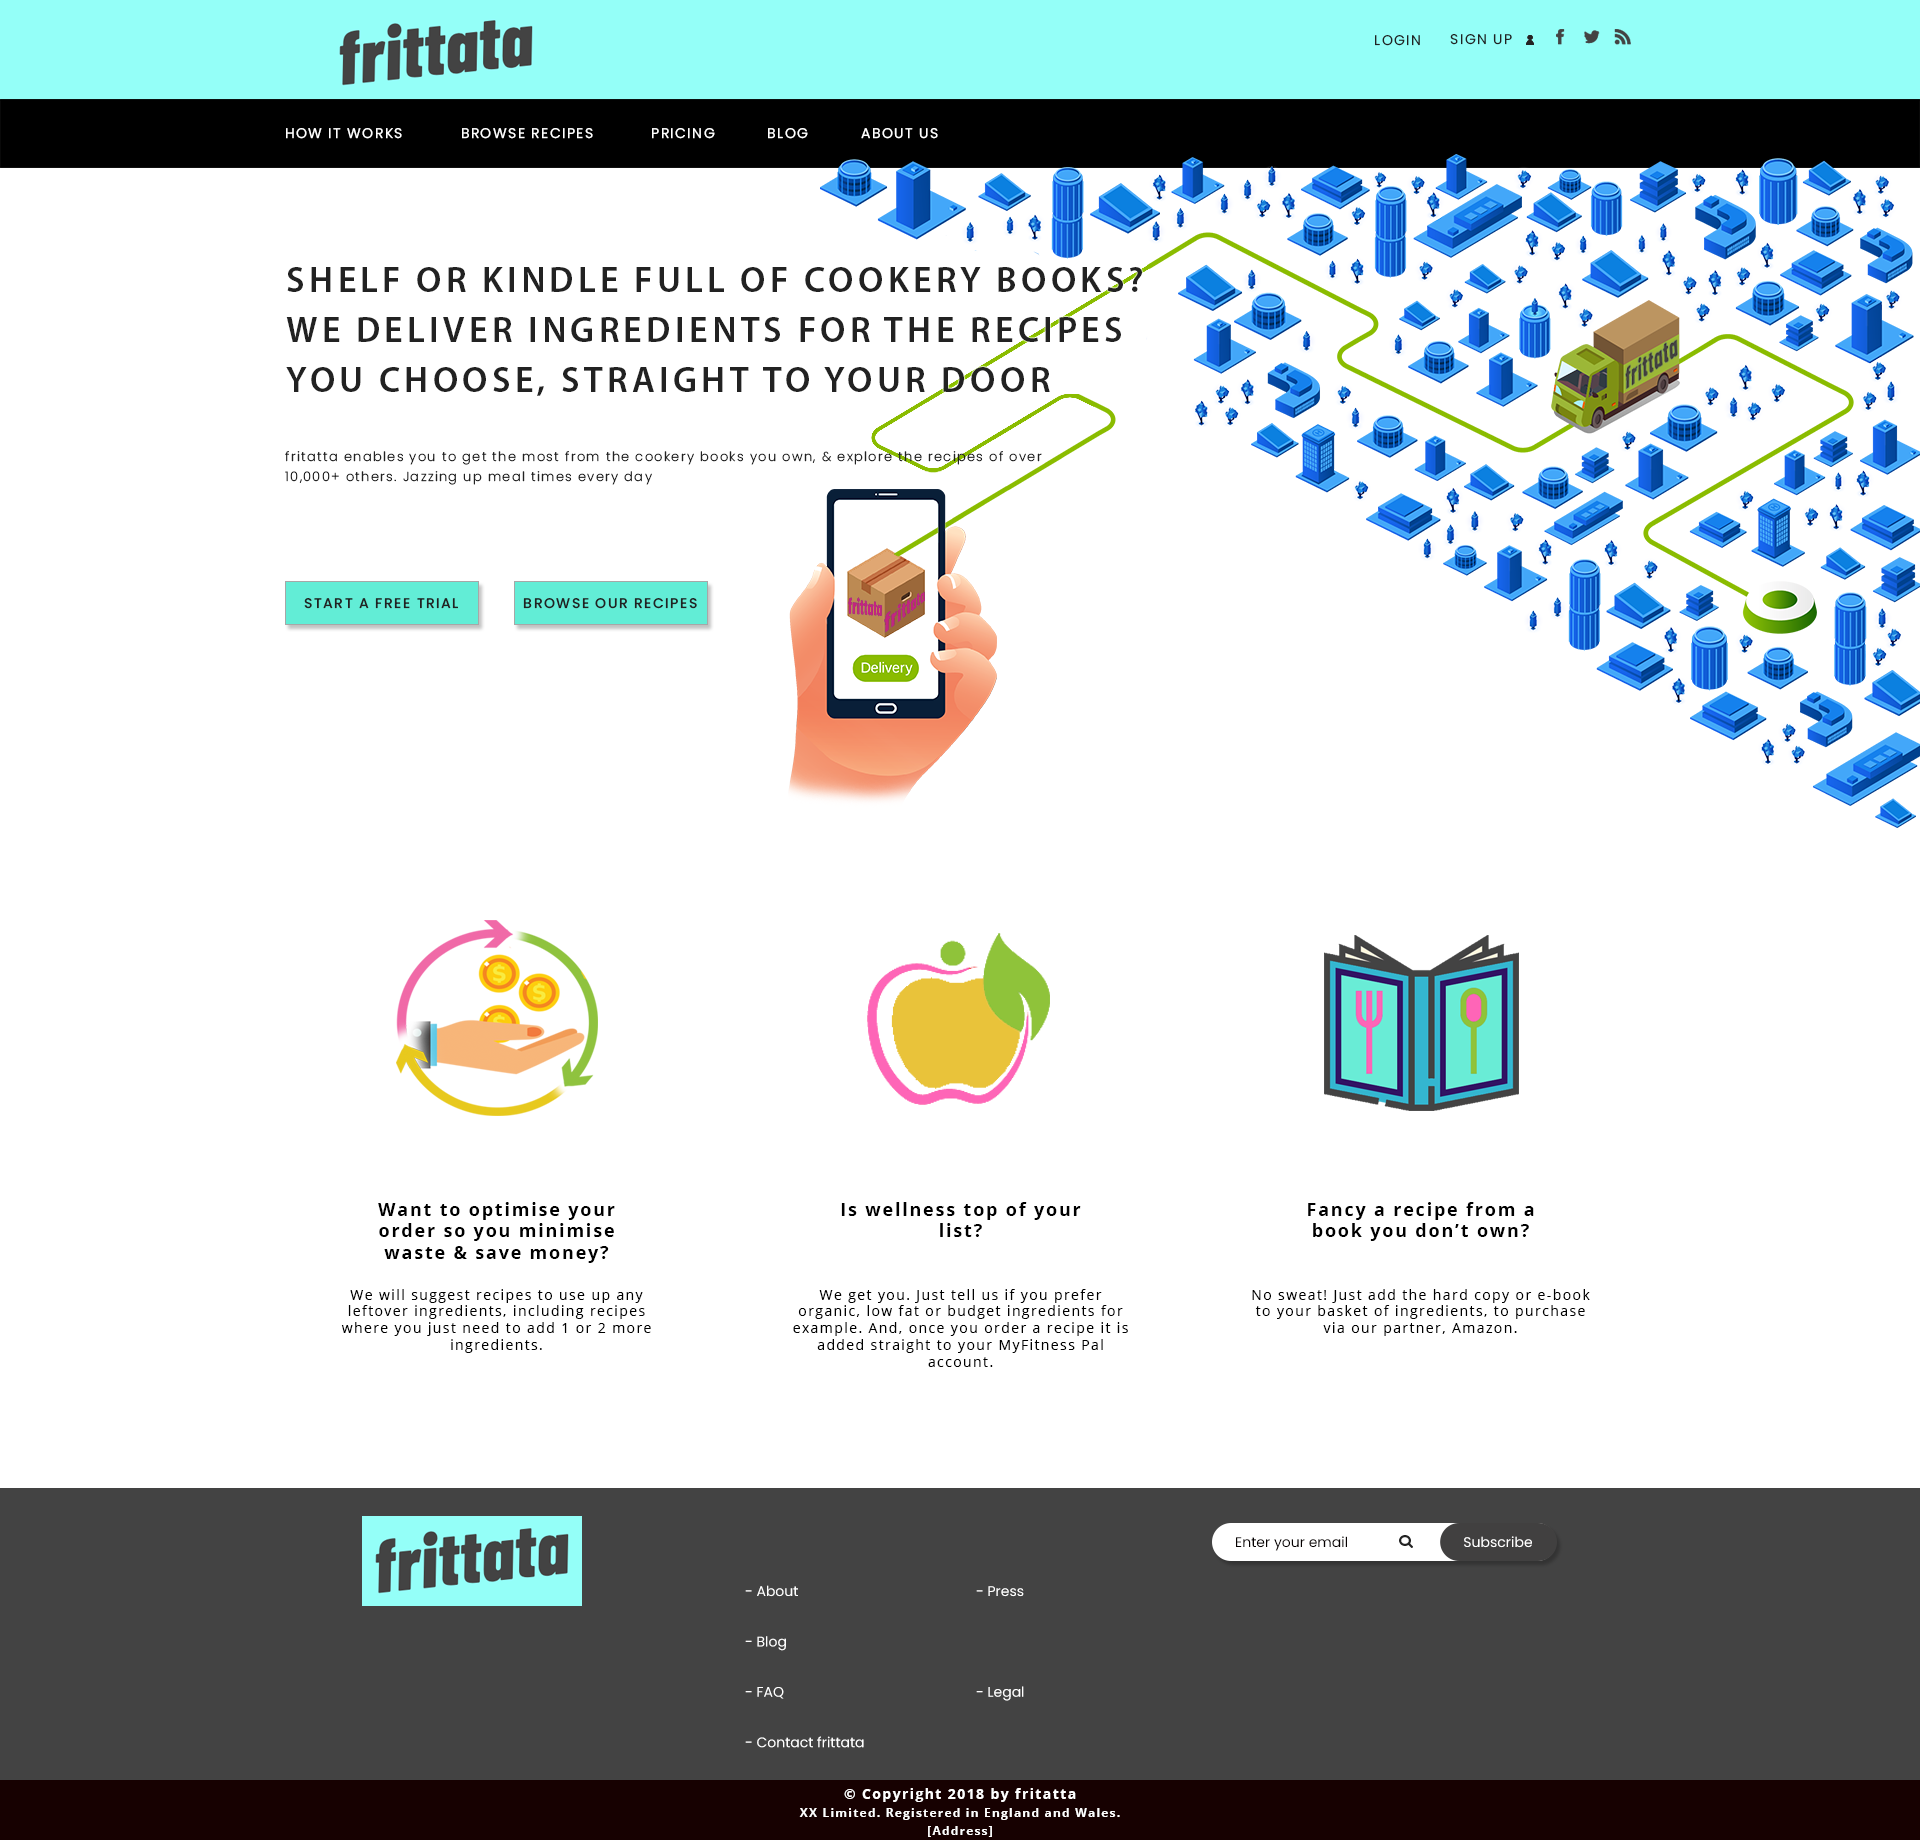 frittata
LOGIN
SIGN UP
HOW IT WORKS
BROWSE RECIPES
PRICING
BLOG
ABOUT US
SHELF OR KINDLE FULL OF COOKERY BOOKS?
WE DELIVER INGREDIENTS FOR THE RECIPES
YOU CHOOSE, STRAIGHT TO YOUR DOOR
frittata
fritatta enables you to get the most from the cookery books you own, & explore the recipes of over
10,000+ others. Jazzing up meal times every day
START A FREE TRIAL
BROWSE OUR RECIPES
frittata
frittata
Delivery
Want to optimise your
order so you minimise
waste & save money?
We will suggest recipes to use up any
leftover ingredients, including recipes
where you just need to add 1 or 2 more
ingredients.
Is wellness top of your
list?
We get you. Just tell us if you prefer
organic, low fat or budget ingredients for
example. And, once you order a recipe it is
added straight to your MyFitness Pal
account.
Fancy a recipe from a
book you don’t own?
No sweat! Just add the hard copy or e-book
to your basket of ingredients, to purchase
via our partner, Amazon.
frittata
Enter your email
Subscribe
- About
- Press
- Blog
- FAQ
- Legal
- Contact frittata
© Copyright 2018 by fritatta
XX Limited. Registered in England and Wales.
[Address]